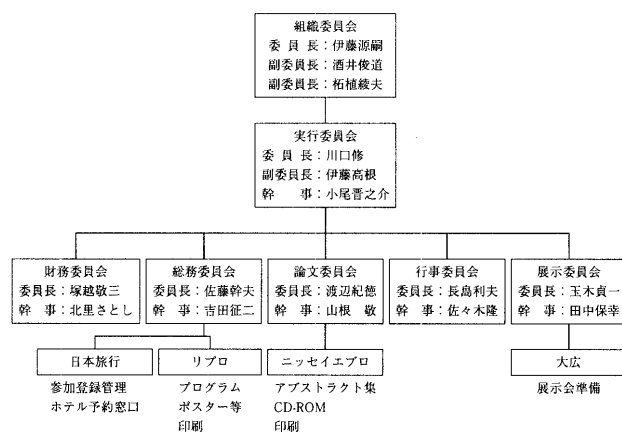 組織委員会
委 員 長：伊藤源嗣
副委員長：酒井俊道
副委員長：柘植綾夫
実行委員会
委 員 長：川口修
副委員長：伊藤高根
幹　　事：小尾晋之介
財務委員会
委員長：塚越敬三
幹　事：北里さとし
総務委員会
委員長：佐藤幹夫
幹　事：吉田征二
論文委員会
委員長：渡辺紀徳
幹　事：山根　敬
行事委員会
委員長：長島利夫
幹　事：佐々木隆
展示委員会
委員長：玉木貞一
幹　事：田中保幸
日本旅行
参加登録管理
ホテル予約窓口
リブロ
プログラム
ポスター等
印刷
ニッセイエブロ
アブストラクト集
CD-ROM
印刷
大広
展示会準備